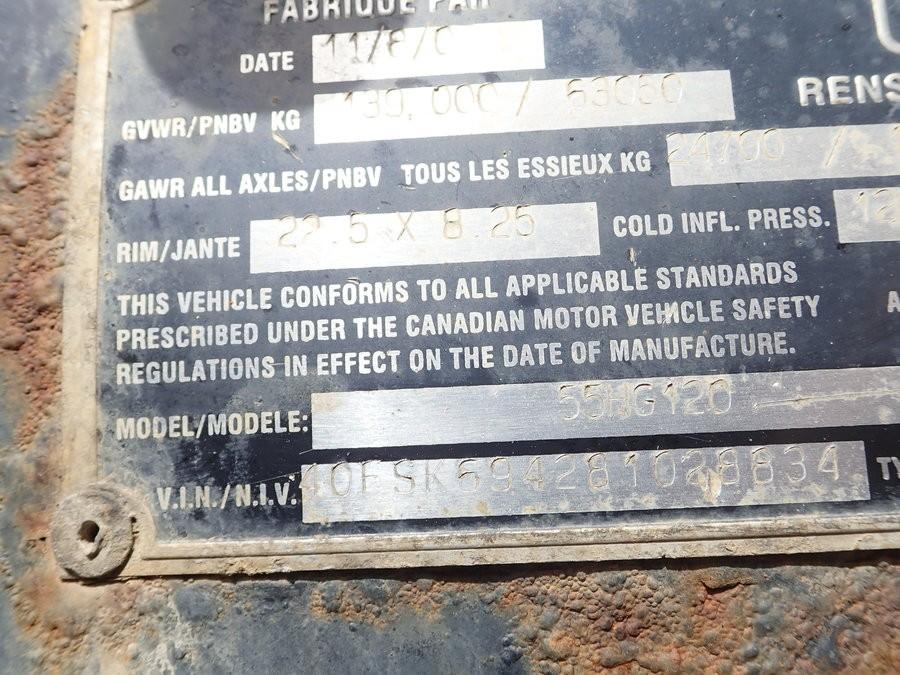 FABRIQUE PAR
DATE 11/8/0
GVWR/PNBV KG 139,000 / 63050
RENS
GAWR ALL AXLES/PNBV TOUS LES ESSIEUX KG 24700 /
RIM/JANTE 22.5 X 8.25 COLD INFL. PRESS. 12
THIS VEHICLE CONFORMS TO ALL APPLICABLE STANDARDS
PRESCRIBED UNDER THE CANADIAN MOTOR VEHICLE SAFETY
REGULATIONS IN EFFECT ON THE DATE OF MANUFACTURE.
MODEL/MODELE: 55HG120
V.I.N./N.I.V.